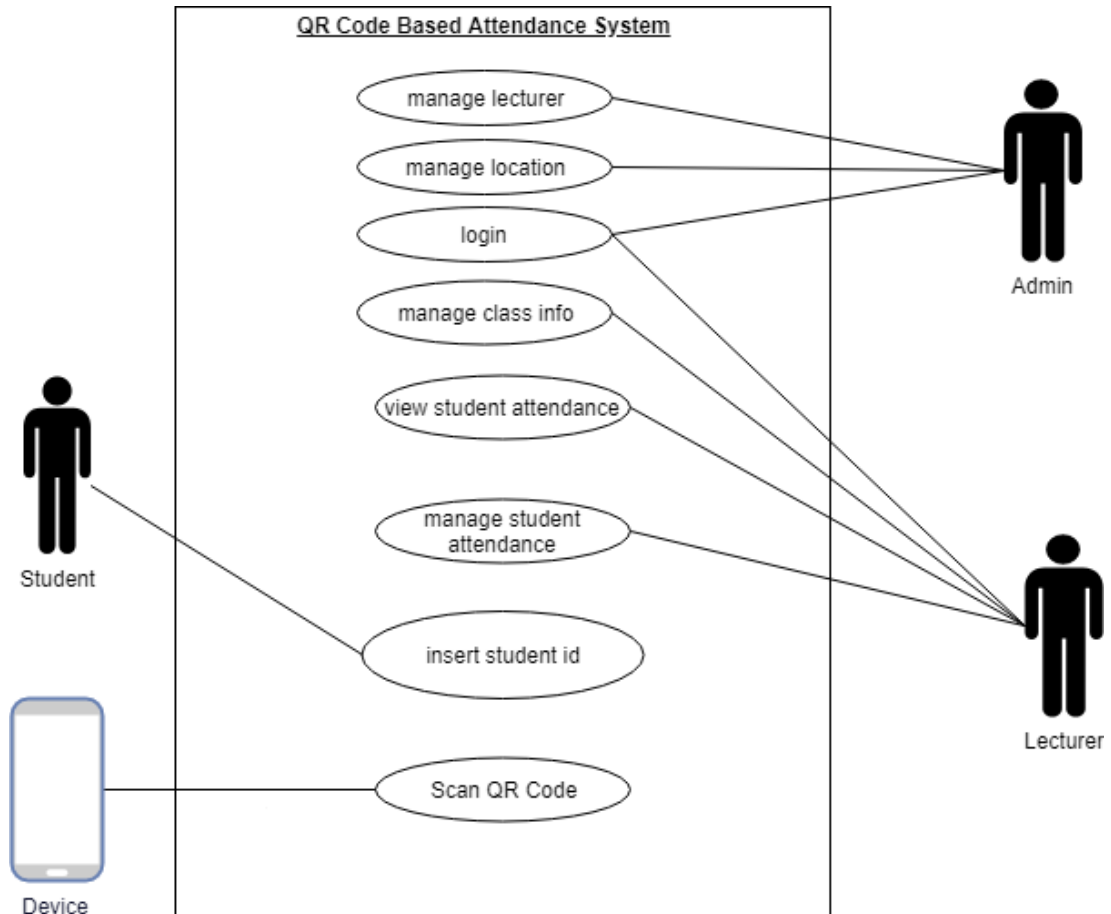 QR Code Based Attendance System
manage lecturer
manage location
login
Admin
manage class info
view student attendance
manage student
attendance
Student
insert student id
Lecturer
Scan QR Code
Device